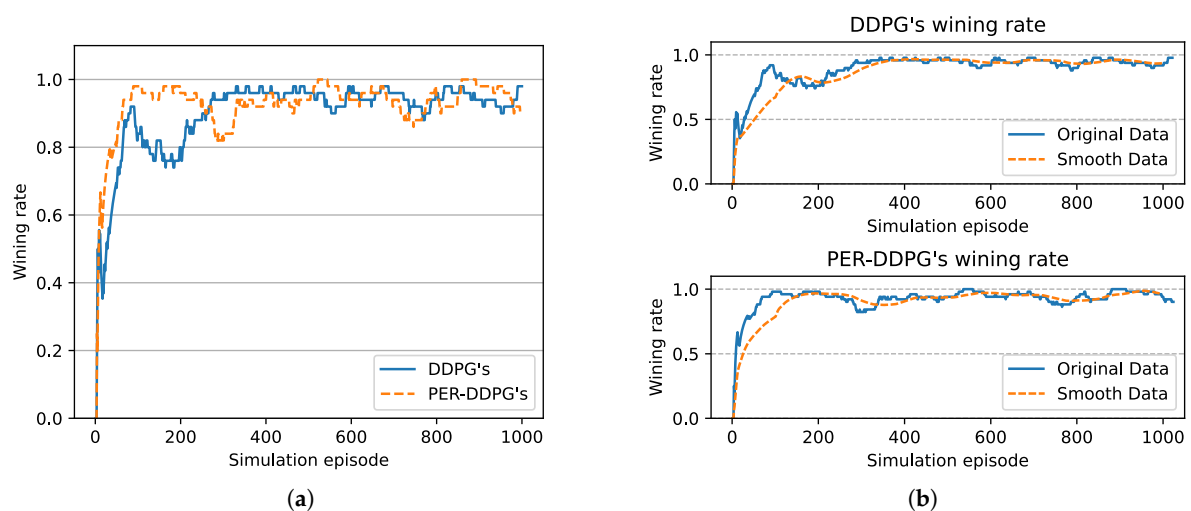 1.0
0.8
0.6
0.4
0.2
0.0
Wining rate
DDPG's
PER-DDPG's
0 200 400 600 800 1000
Simulation episode
(a)
DDPG's wining rate
1.0
0.5
0.0
Wining rate
Original Data
Smooth Data
0 200 400 600 800 1000
Simulation episode
PER-DDPG's wining rate
1.0
0.5
0.0
Wining rate
Original Data
Smooth Data
0 200 400 600 800 1000
Simulation episode
(b)